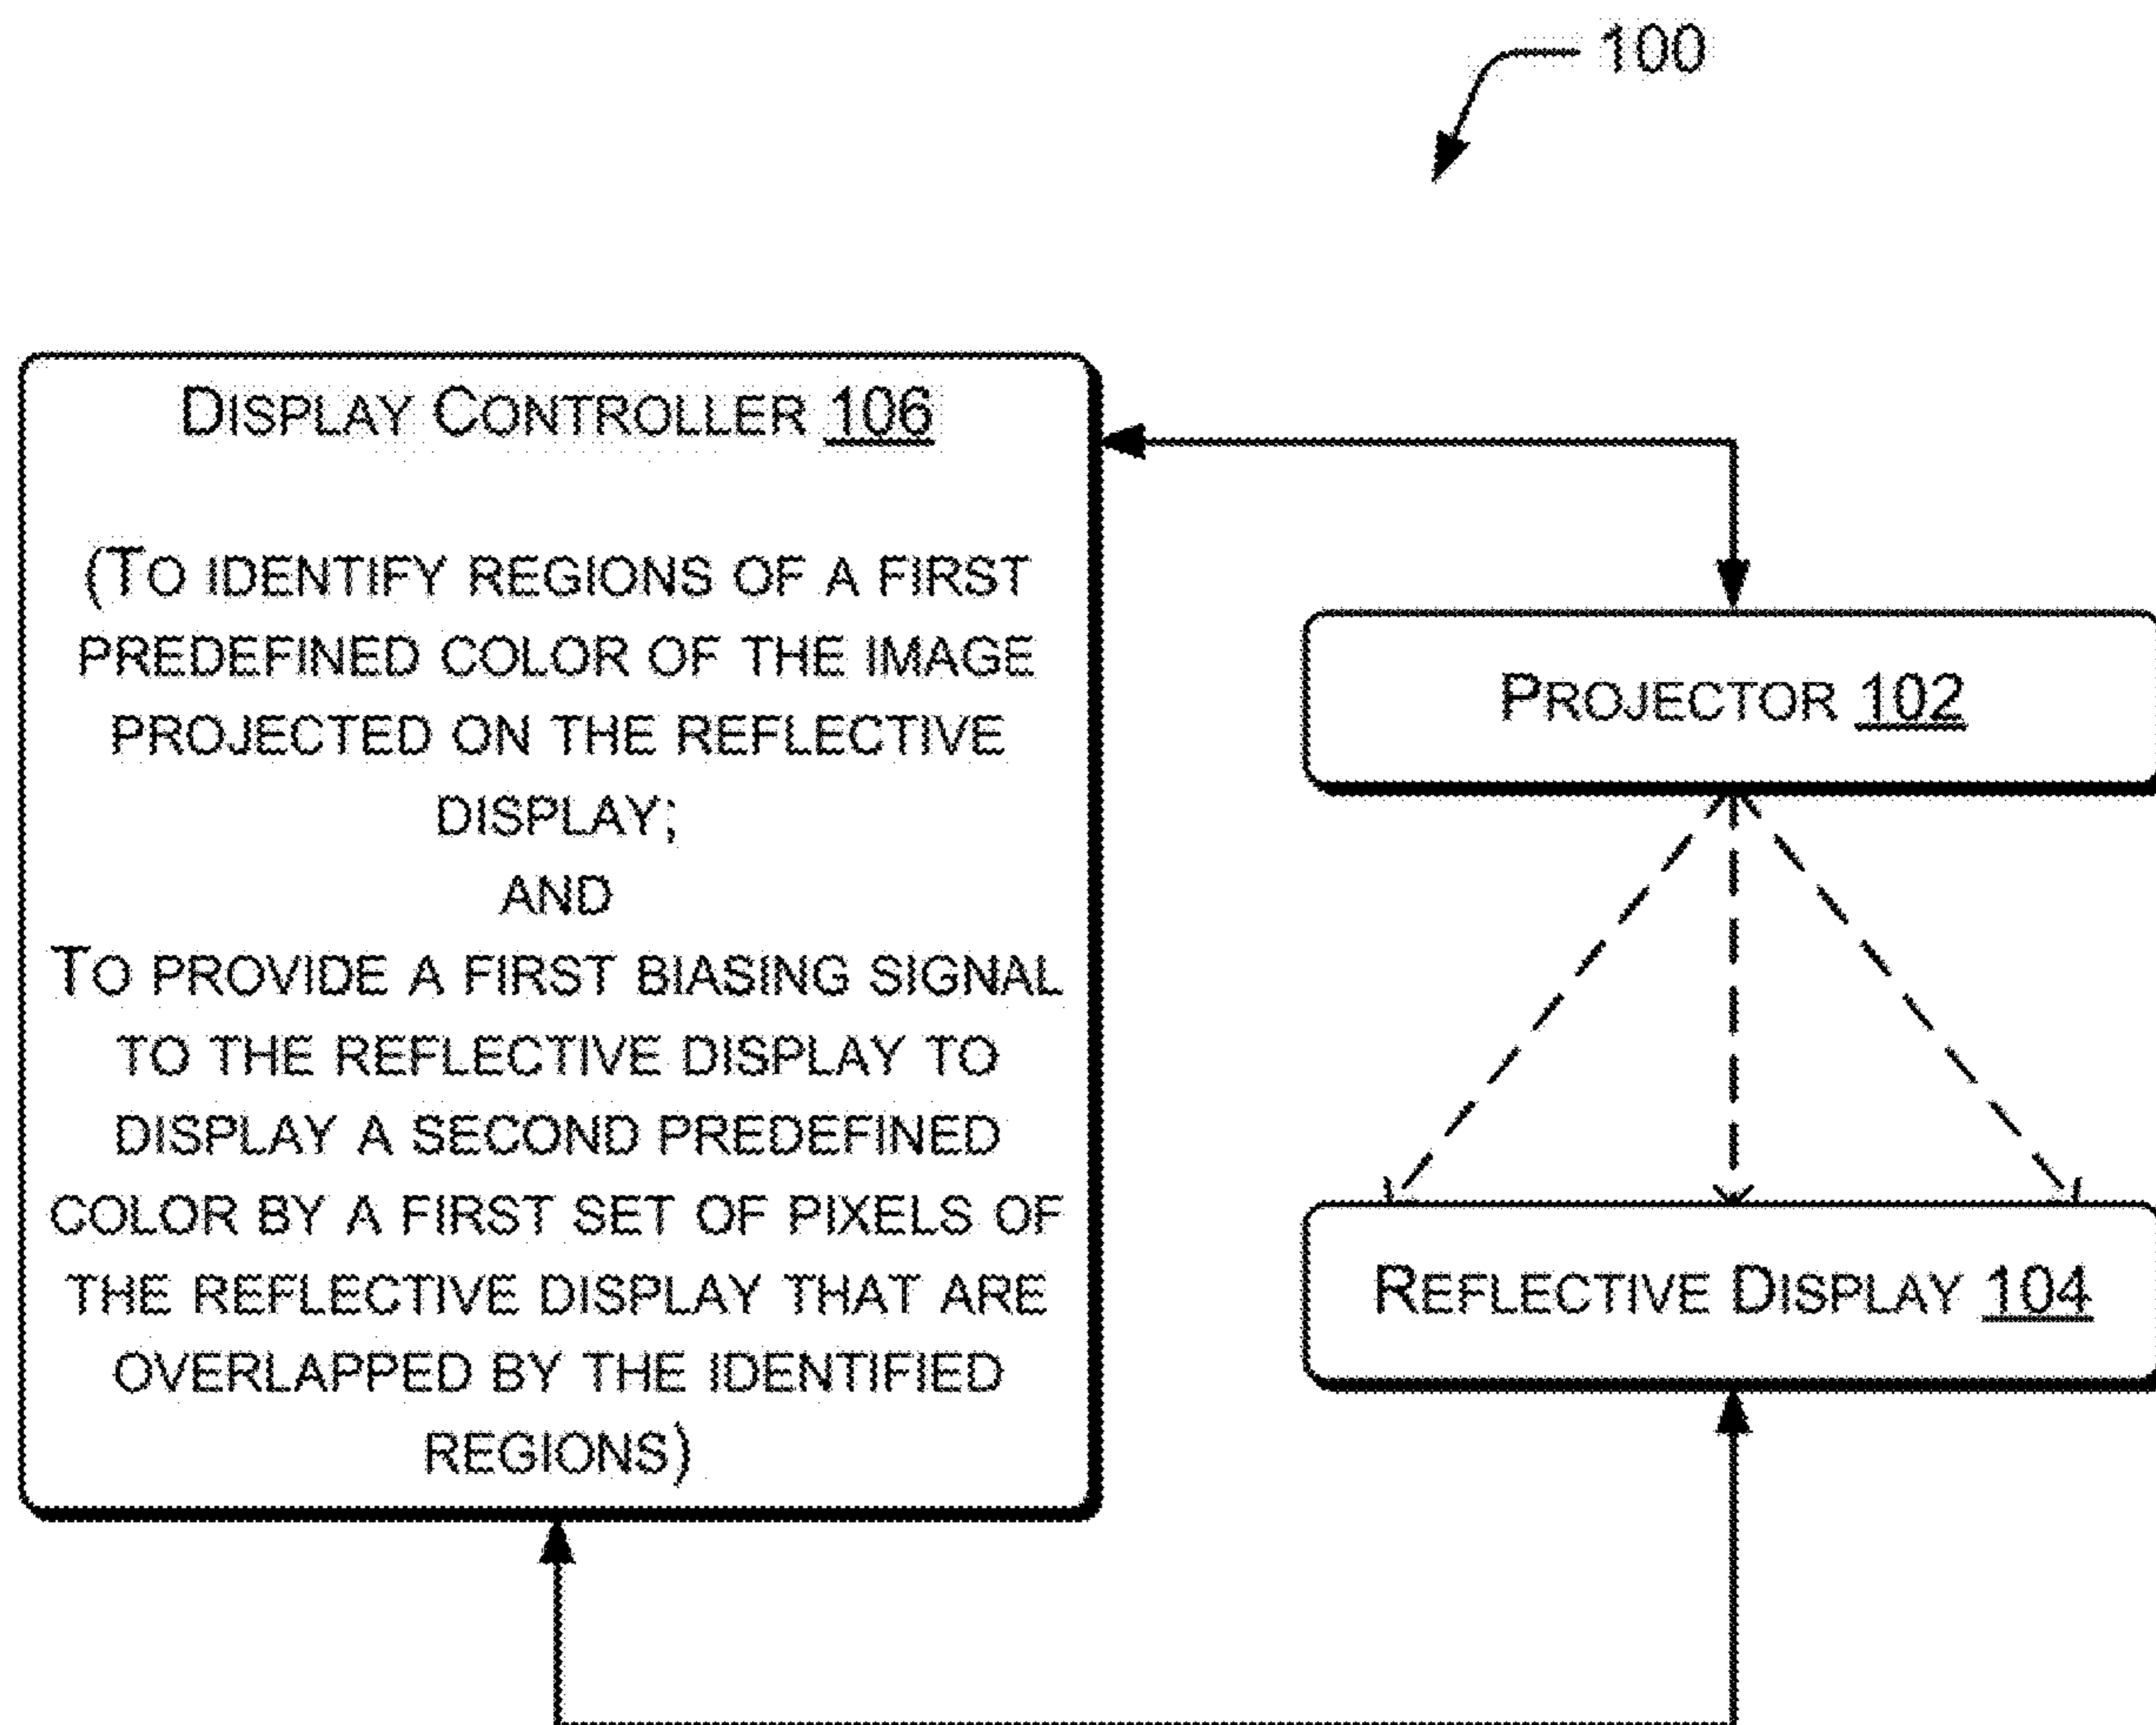 100
DISPLAY CONTROLLER 106
(TO IDENTIFY REGIONS OF A FIRST
PREDEFINED COLOR OF THE IMAGE
PROJECTED ON THE REFLECTIVE
DISPLAY;
AND
TO PROVIDE A FIRST BIASING SIGNAL
TO THE REFLECTIVE DISPLAY TO
DISPLAY A SECOND PREDEFINED
COLOR BY A FIRST SET OF PIXELS OF
THE REFLECTIVE DISPLAY THAT ARE
OVERLAPPED BY THE IDENTIFIED
REGIONS)
PROJECTOR 102
REFLECTIVE DISPLAY 104